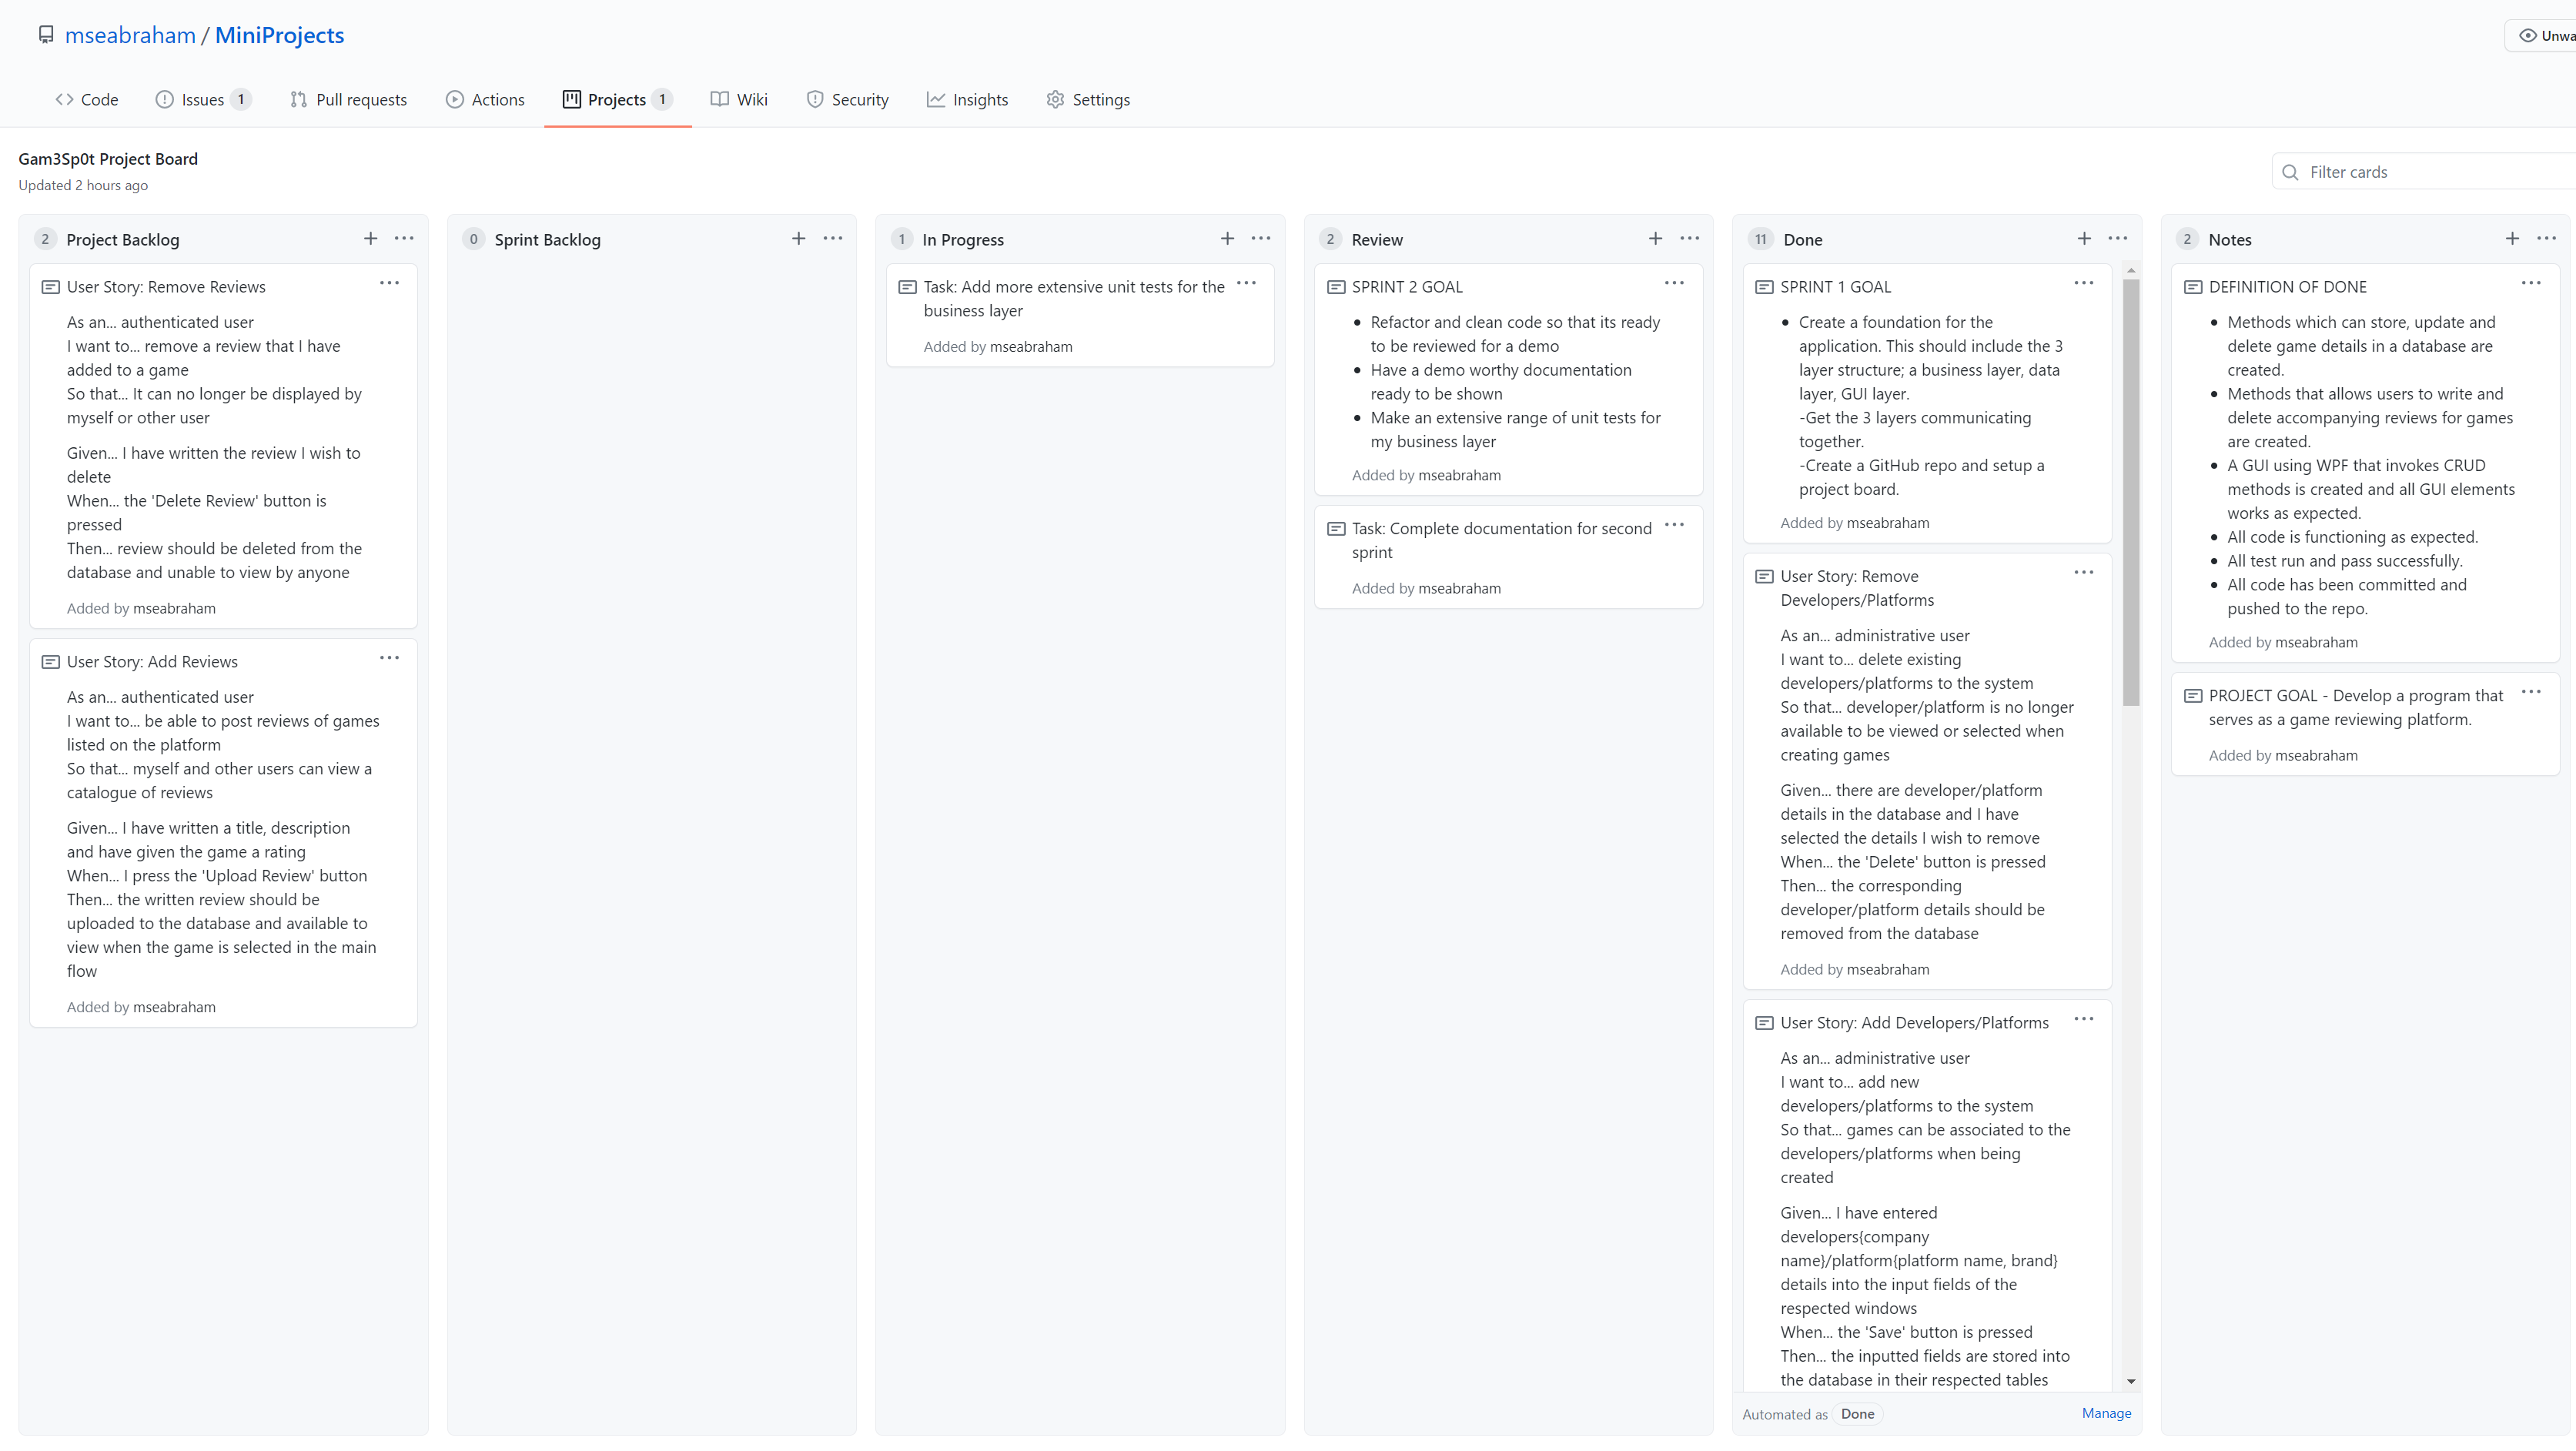 mseabraham / MiniProjects
Unwa
Code
Issues 1
Pull requests
Actions
Projects 1
Wiki
Security
Insights
Settings
Gam3Sp0t Project Board
Updated 2 hours ago
Filter cards
2 Project Backlog
User Story: Remove Reviews
As an... authenticated user
I want to... remove a review that I have
added to a game
So that... It can no longer be displayed by
myself or other user
Given... I have written the review I wish to
delete
When... the 'Delete Review' button is
pressed
Then... review should be deleted from the
database and unable to view by anyone
Added by mseabraham
User Story: Add Reviews
As an... authenticated user
I want to... be able to post reviews of games
listed on the platform
So that... myself and other users can view a
catalogue of reviews
Given... I have written a title, description
and have given the game a rating
When... I press the 'Upload Review' button
Then... the written review should be
uploaded to the database and available to
view when the game is selected in the main
flow
Added by mseabraham
0 Sprint Backlog
1 In Progress
Task: Add more extensive unit tests for the
business layer
Added by mseabraham
2 Review
SPRINT 2 GOAL
Refactor and clean code so that its ready
to be reviewed for a demo
Have a demo worthy documentation
ready to be shown
Make an extensive range of unit tests for
my business layer
Added by mseabraham
Task: Complete documentation for second
sprint
Added by mseabraham
11 Done
SPRINT 1 GOAL
Create a foundation for the
application. This should include the 3
layer structure; a business layer, data
layer, GUI layer.
-Get the 3 layers communicating
together.
-Create a GitHub repo and setup a
project board.
Added by mseabraham
User Story: Remove
Developers/Platforms
As an... administrative user
I want to... delete existing
developers/platforms to the system
So that... developer/platform is no longer
available to be viewed or selected when
creating games
Given... there are developer/platform
details in the database and I have
selected the details I wish to remove
When... the 'Delete' button is pressed
Then... the corresponding
developer/platform details should be
removed from the database
Added by mseabraham
User Story: Add Developers/Platforms
As an... administrative user
I want to... add new
developers/platforms to the system
So that... games can be associated to the
developers/platforms when being
created
Given... I have entered
developers{company
name}/platform{platform name, brand}
details into the input fields of the
respected windows
When... the 'Save' button is pressed
Then... the inputted fields are stored into
the database in their respected tables
Automated as Done
Manage
2 Notes
DEFINITION OF DONE
Methods which can store, update and
delete game details in a database are
created.
Methods that allows users to write and
delete accompanying reviews for games
are created.
A GUI using WPF that invokes CRUD
methods is created and all GUI elements
works as expected.
All code is functioning as expected.
All test run and pass successfully.
All code has been committed and
pushed to the repo.
Added by mseabraham
PROJECT GOAL - Develop a program that
serves as a game reviewing platform.
Added by mseabraham